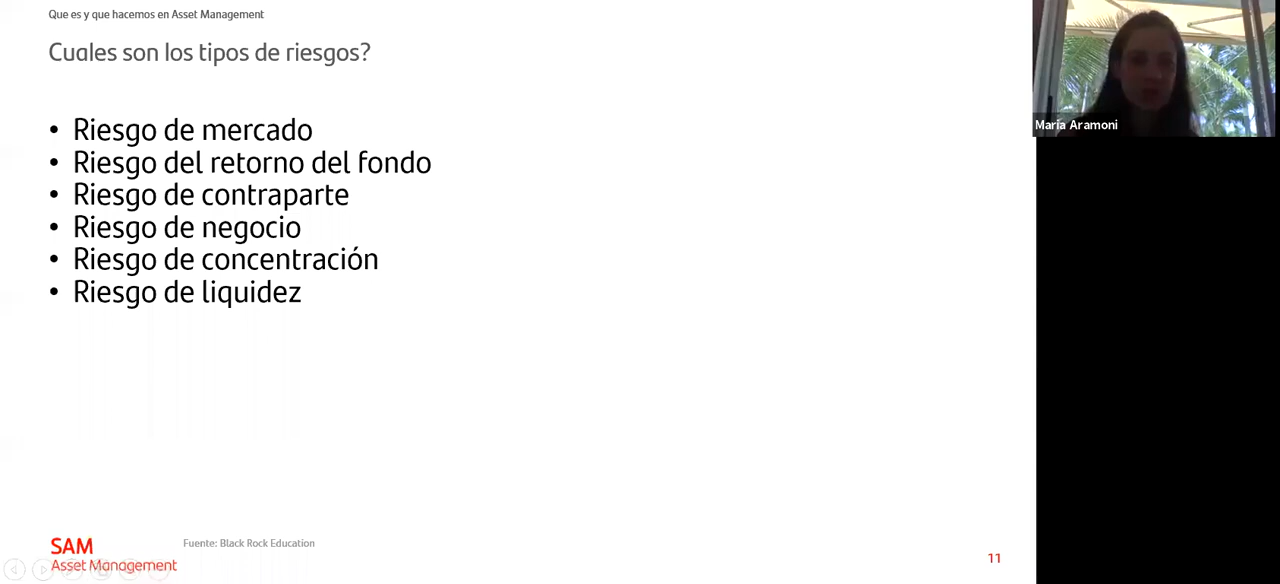 Que es y que hacemos en Asset Management
Cuales son los tipos de riesgos?
• Riesgo de mercado
• Riesgo del retorno del fondo
• Riesgo de contraparte
• Riesgo de negocio
• Riesgo de concentración
• Riesgo de liquidez
María Aramoni
SAM
Asset Management
Fuente: Black Rock Education
11